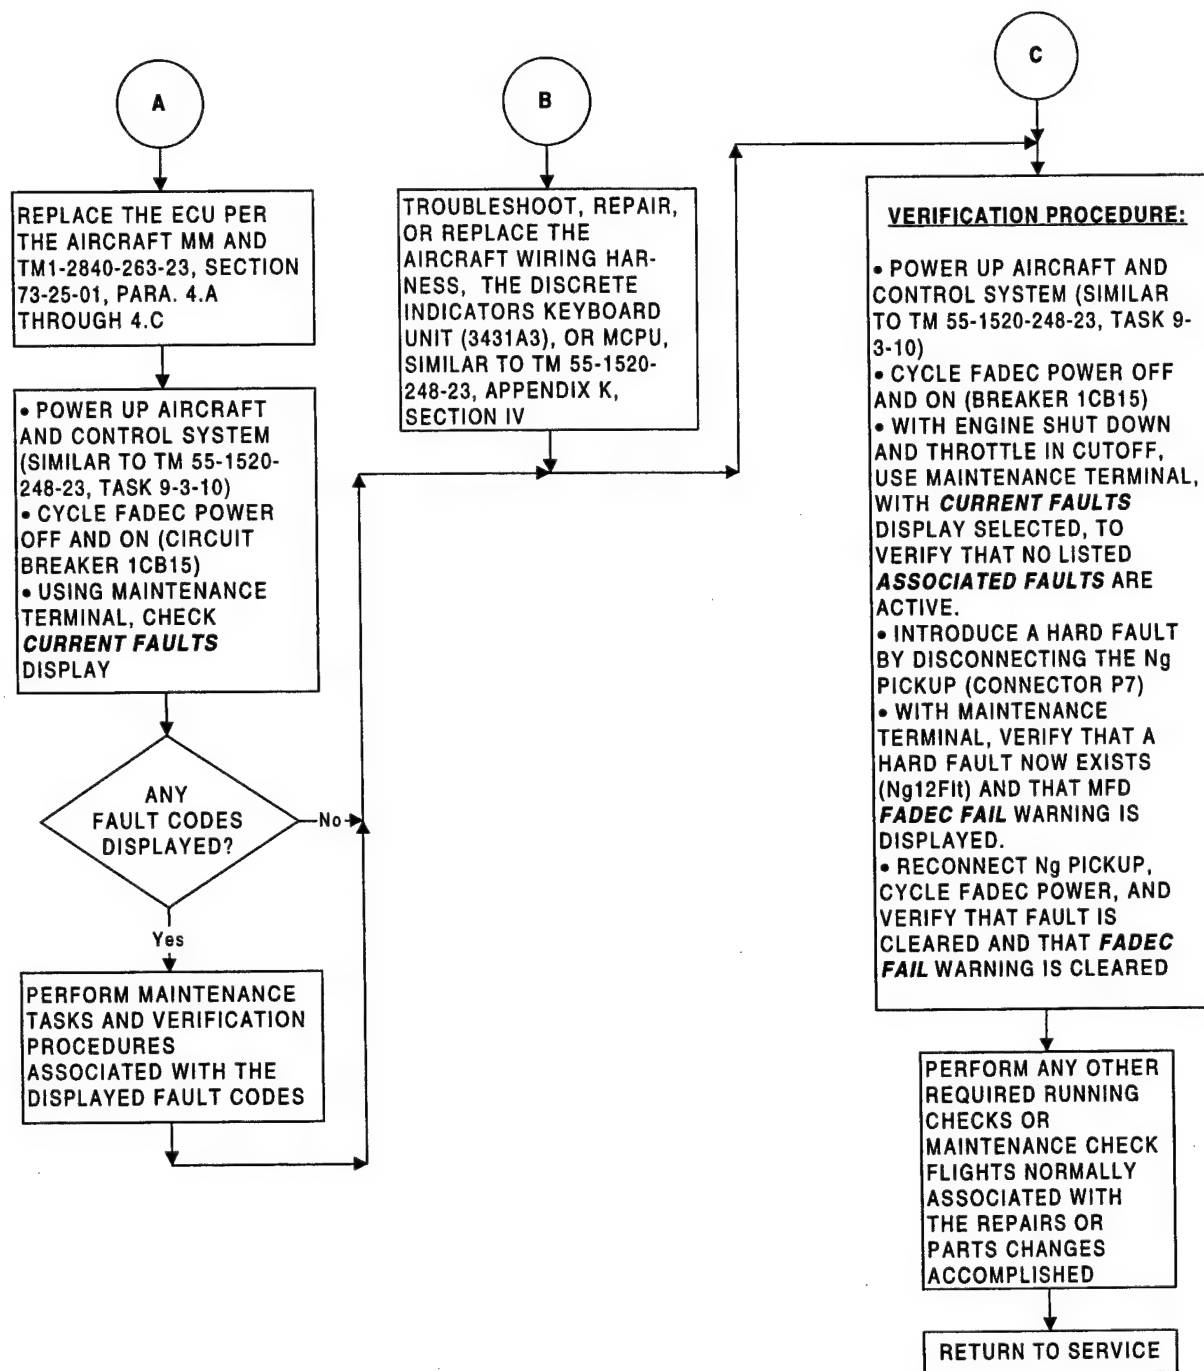 A
REPLACE THE ECU PER
THE AIRCRAFT MM AND
TM1-2840-263-23, SECTION
73-25-01, PARA. 4.A
THROUGH 4.C
• POWER UP AIRCRAFT
AND CONTROL SYSTEM
(SIMILAR TO TM 55-1520-
248-23, TASK 9-3-10)
• CYCLE FADEC POWER
OFF AND ON (CIRCUIT
BREAKER 1CB15)
• USING MAINTENANCE
TERMINAL, CHECK
CURRENT FAULTS
DISPLAY
ANY
FAULT CODES
DISPLAYED?
No
Yes
PERFORM MAINTENANCE
TASKS AND VERIFICATION
PROCEDURES
ASSOCIATED WITH THE
DISPLAYED FAULT CODES
B
TROUBLESHOOT, REPAIR,
OR REPLACE THE
AIRCRAFT WIRING HAR-
NESS, THE DISCRETE
INDICATORS KEYBOARD
UNIT (3431A3), OR MCPU,
SIMILAR TO TM 55-1520-
248-23, APPENDIX K,
SECTION IV
C
VERIFICATION PROCEDURE:
• POWER UP AIRCRAFT AND
CONTROL SYSTEM (SIMILAR
TO TM 55-1520-248-23, TASK 9-
3-10)
• CYCLE FADEC POWER OFF
AND ON (BREAKER 1CB15)
• WITH ENGINE SHUT DOWN
AND THROTTLE IN CUTOFF,
USE MAINTENANCE TERMINAL,
WITH CURRENT FAULTS
DISPLAY SELECTED, TO
VERIFY THAT NO LISTED
ASSOCIATED FAULTS ARE
ACTIVE.
• INTRODUCE A HARD FAULT
BY DISCONNECTING THE Ng
PICKUP (CONNECTOR P7)
• WITH MAINTENANCE
TERMINAL, VERIFY THAT A
HARD FAULT NOW EXISTS
(Ng12Flt) AND THAT MFD
FADEC FAIL WARNING IS
DISPLAYED.
• RECONNECT Ng PICKUP,
CYCLE FADEC POWER, AND
VERIFY THAT FAULT IS
CLEARED AND THAT FADEC
FAIL WARNING IS CLEARED
PERFORM ANY OTHER
REQUIRED RUNNING
CHECKS OR
MAINTENANCE CHECK
FLIGHTS NORMALLY
ASSOCIATED WITH
THE REPAIRS OR
PARTS CHANGES
ACCOMPLISHED
RETURN TO SERVICE